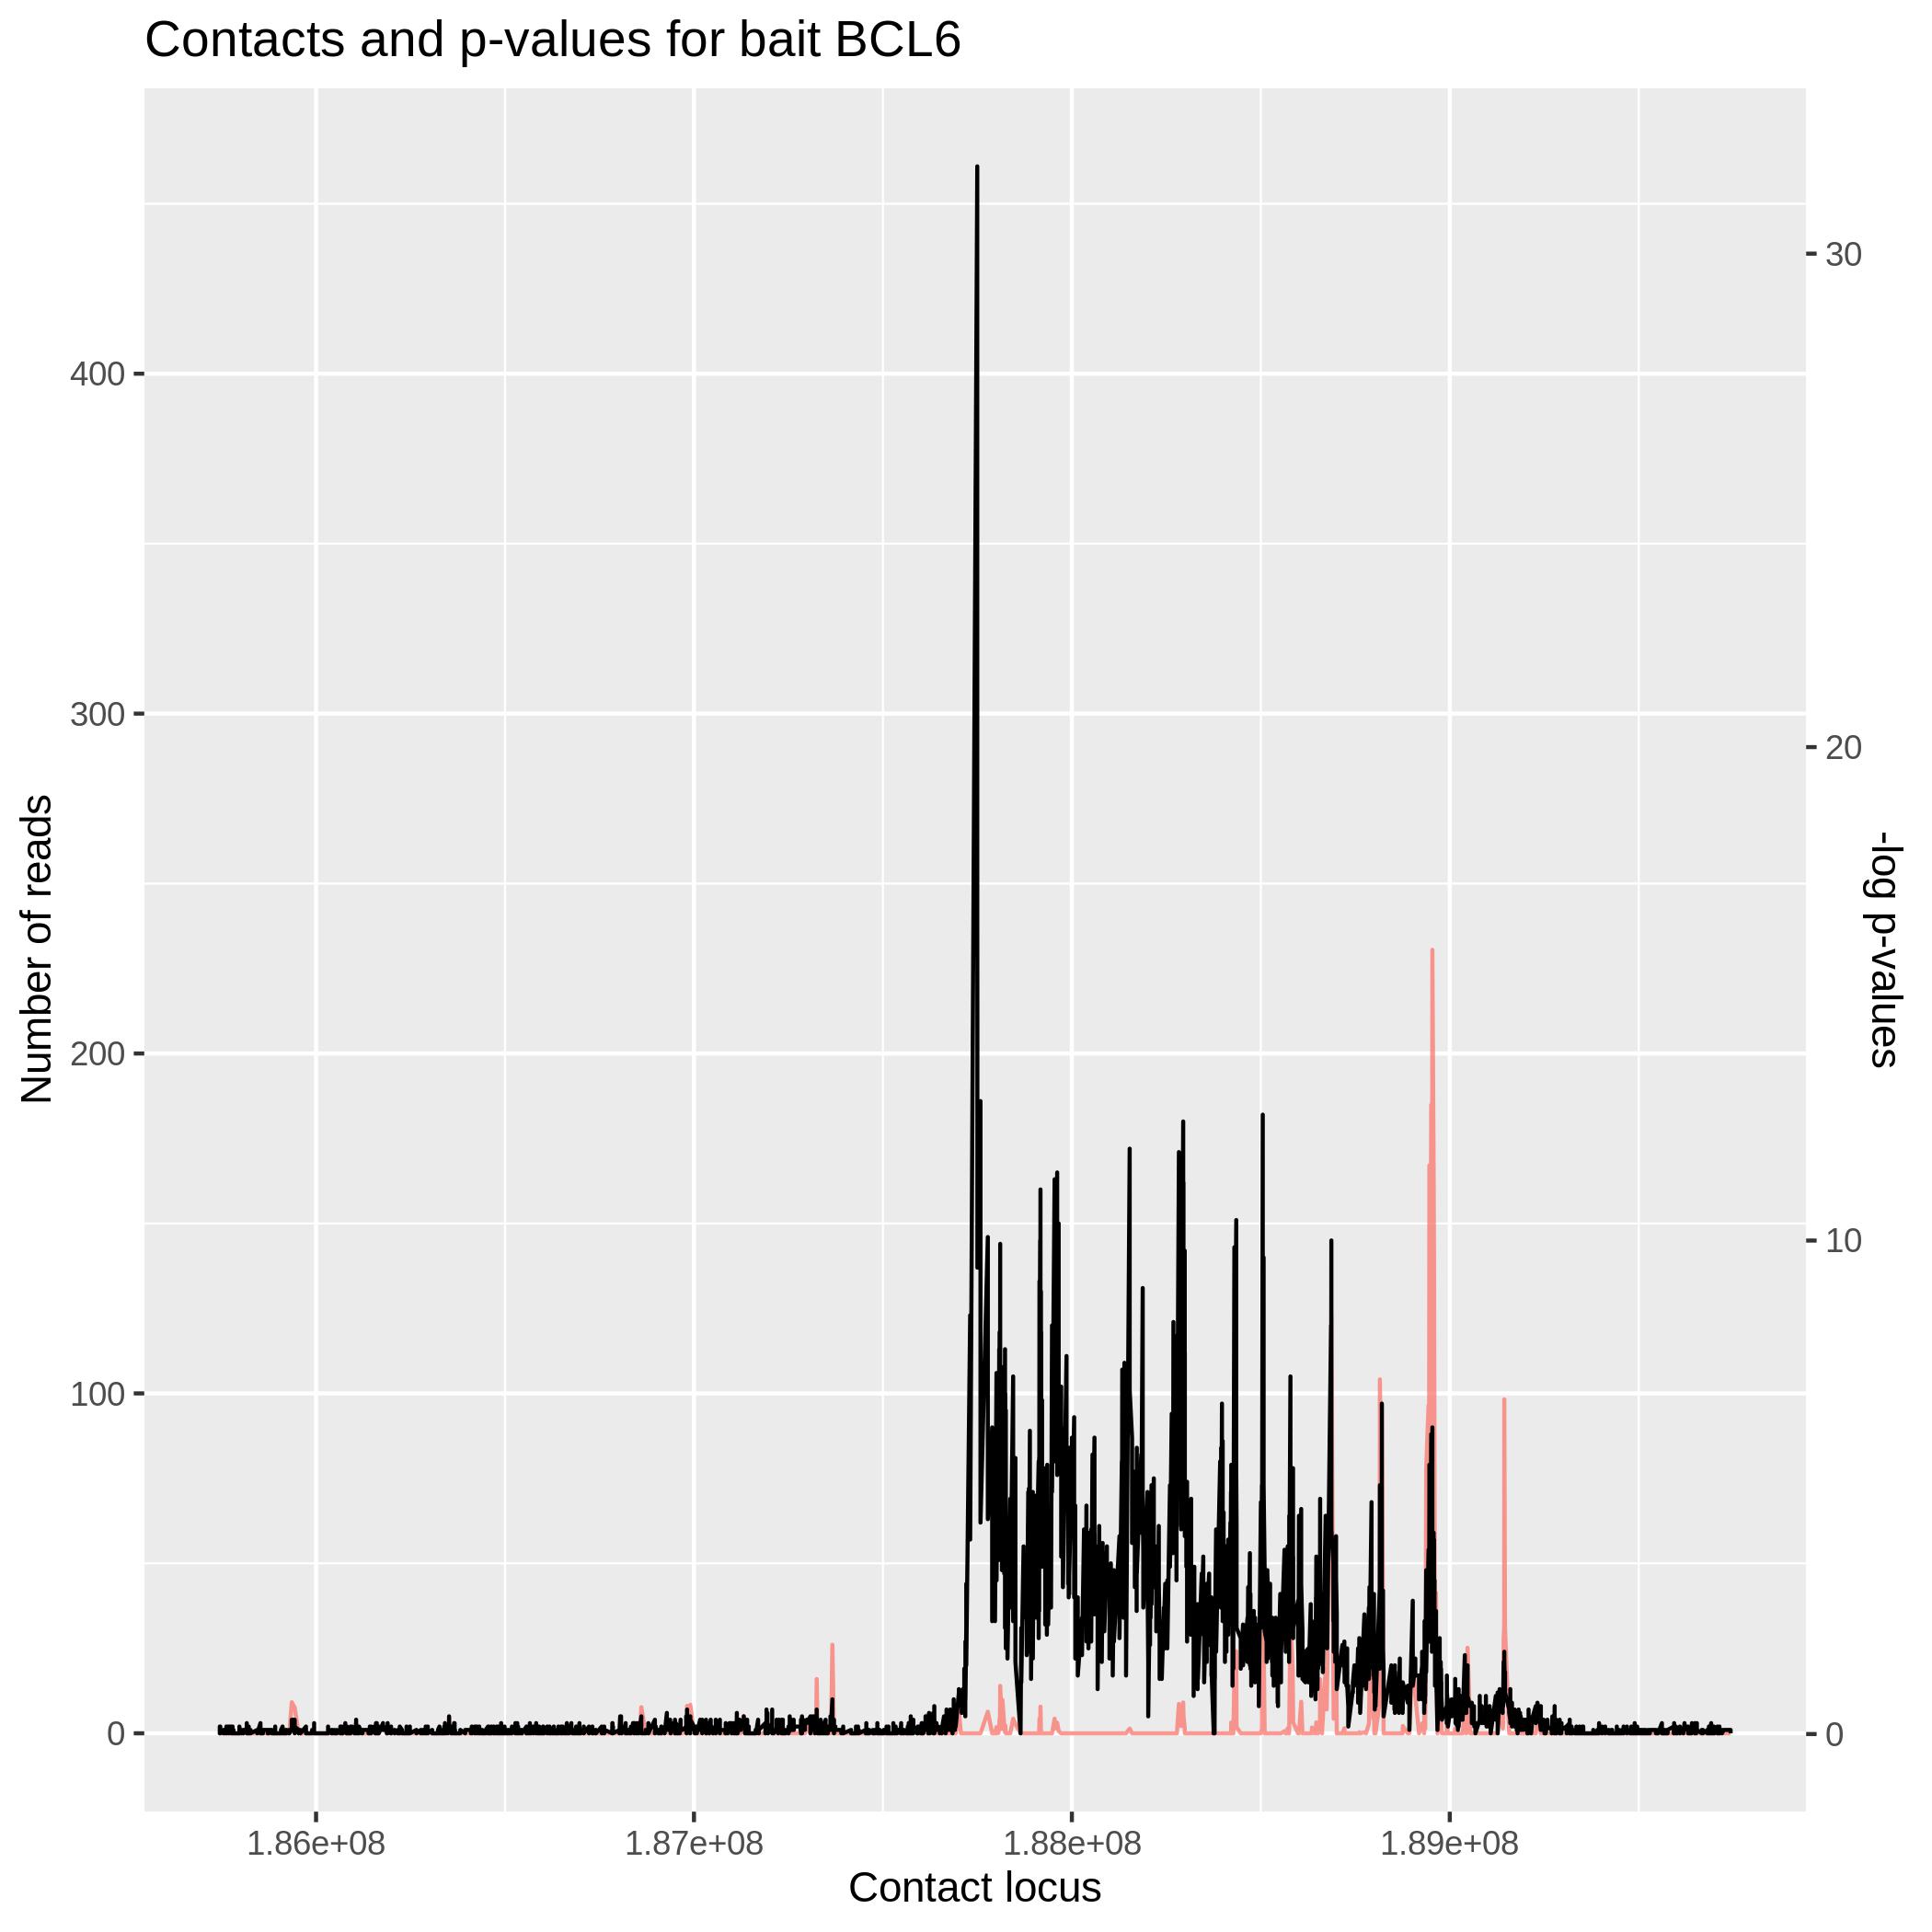 Contacts and p-values for bait BCL6
Number of reads
400
300
200
100
0
30
20
10
0
-log p-values
1.86e+08
1.87e+08
1.88e+08
1.89e+08
Contact locus